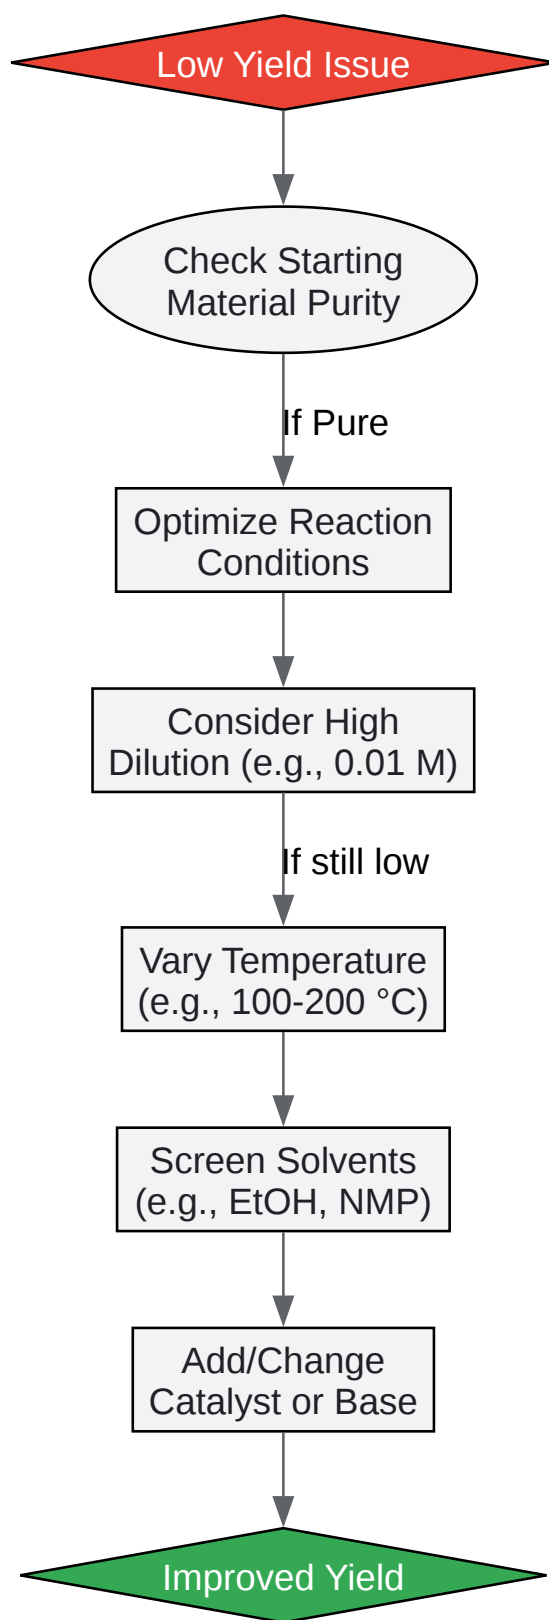 Low Yield Issue
Check Starting
Material Purity
If Pure
Optimize Reaction
Conditions
Consider High
Dilution (e.g., 0.01 M)
If still low
Vary Temperature
(e.g., 100-200 °C)
Screen Solvents
(e.g., EtOH, NMP)
Add/Change
Catalyst or Base
Improved Yield